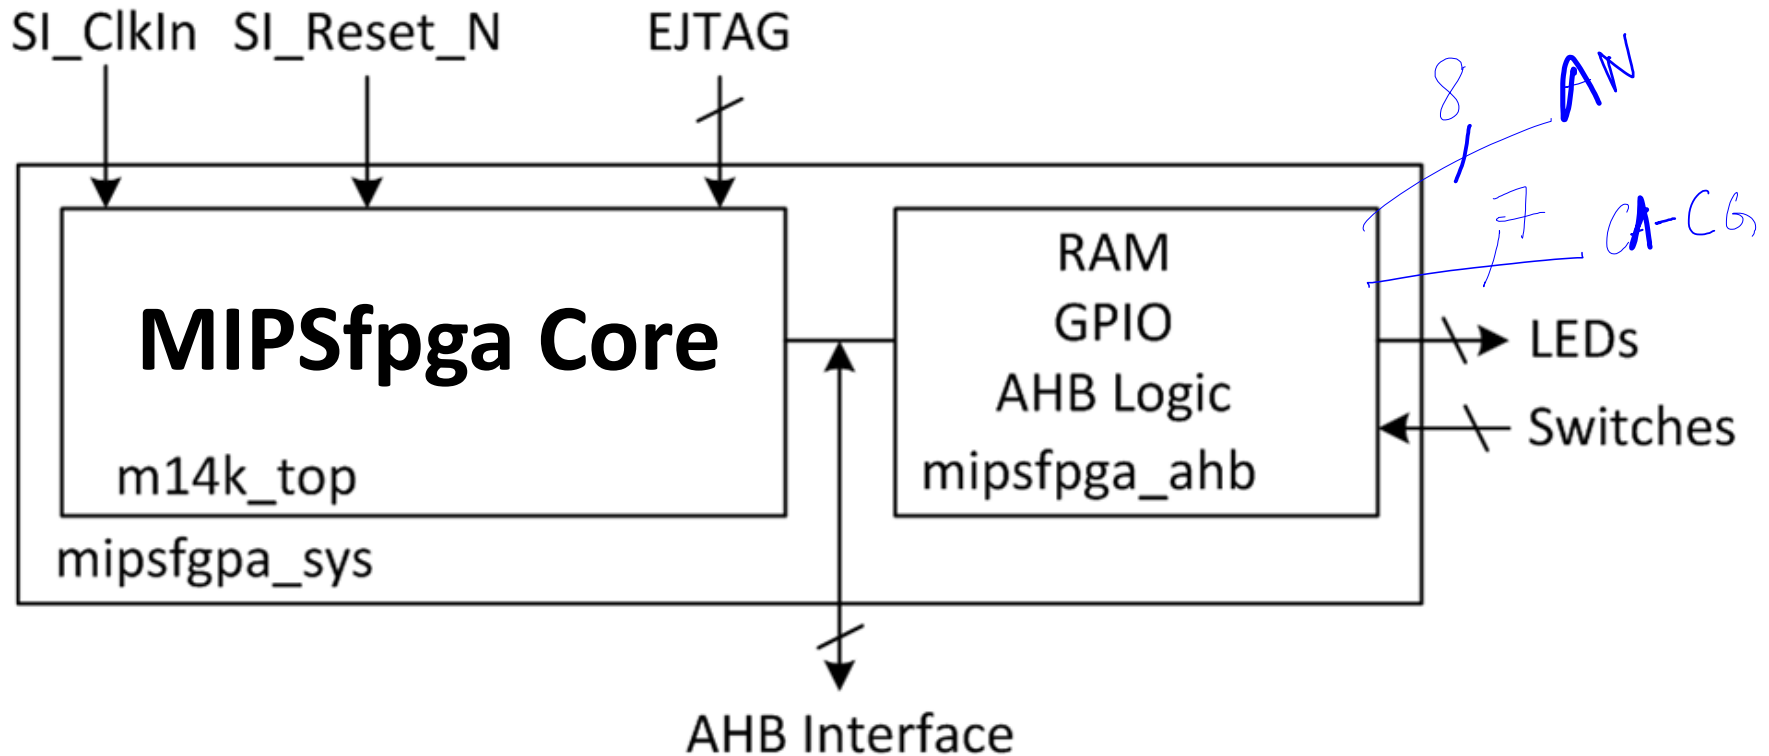 SI_ClkIn SI_Reset_N EJTAG
8 AN
7 CA-CG
MIPSfpga Core
m14k_top
mipsfgpa_sys
RAM
GPIO
AHB Logic
mipsfpga_ahb
LEDs
Switches
AHB Interface